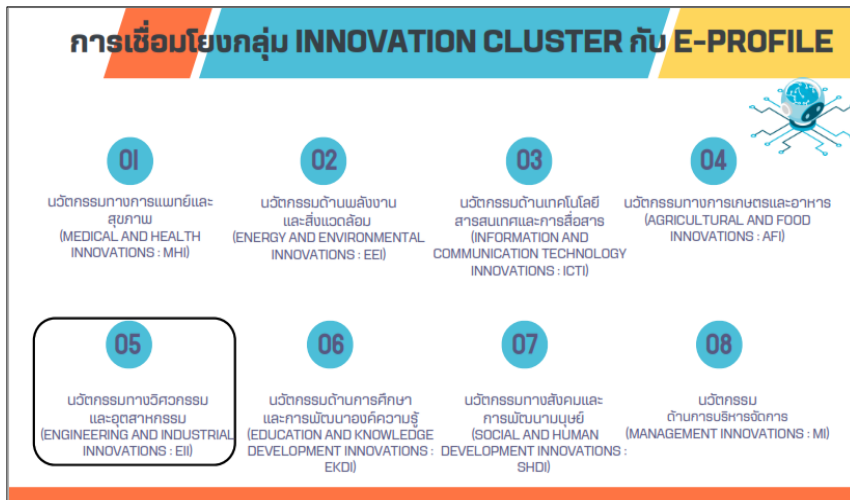 การเชื่อมโยงกลุ่ม INNOVATION CLUSTER กับ E-PROFILE
01
นวัตกรรมทางการแพทย์และ
สุขภาพ
(MEDICAL AND HEALTH
INNOVATIONS : MHI)
02
นวัตกรรมด้านพลังงาน
และสิ่งแวดล้อม
(ENERGY AND ENVIRONMENTAL
INNOVATIONS : EEI)
03
นวัตกรรมด้านเทคโนโลยี
สารสนเทศและการสื่อสาร
(INFORMATION AND
COMMUNICATION TECHNOLOGY
INNOVATIONS : ICTI)
04
นวัตกรรมทางการเกษตรและอาหาร
(AGRICULTURAL AND FOOD
INNOVATIONS : AFI)
05
นวัตกรรมทางวิศวกรรม
และอุตสาหกรรม
(ENGINEERING AND INDUSTRIAL
INNOVATIONS : EII)
06
นวัตกรรมด้านการศึกษา
และการพัฒนาองค์ความรู้
(EDUCATION AND KNOWLEDGE
DEVELOPMENT INNOVATIONS :
EKDI)
07
นวัตกรรมทางสังคมและ
การพัฒนามนุษย์
(SOCIAL AND HUMAN
DEVELOPMENT INNOVATIONS :
SHDI)
08
นวัตกรรม
ด้านการบริหารจัดการ
(MANAGEMENT INNOVATIONS : MI)